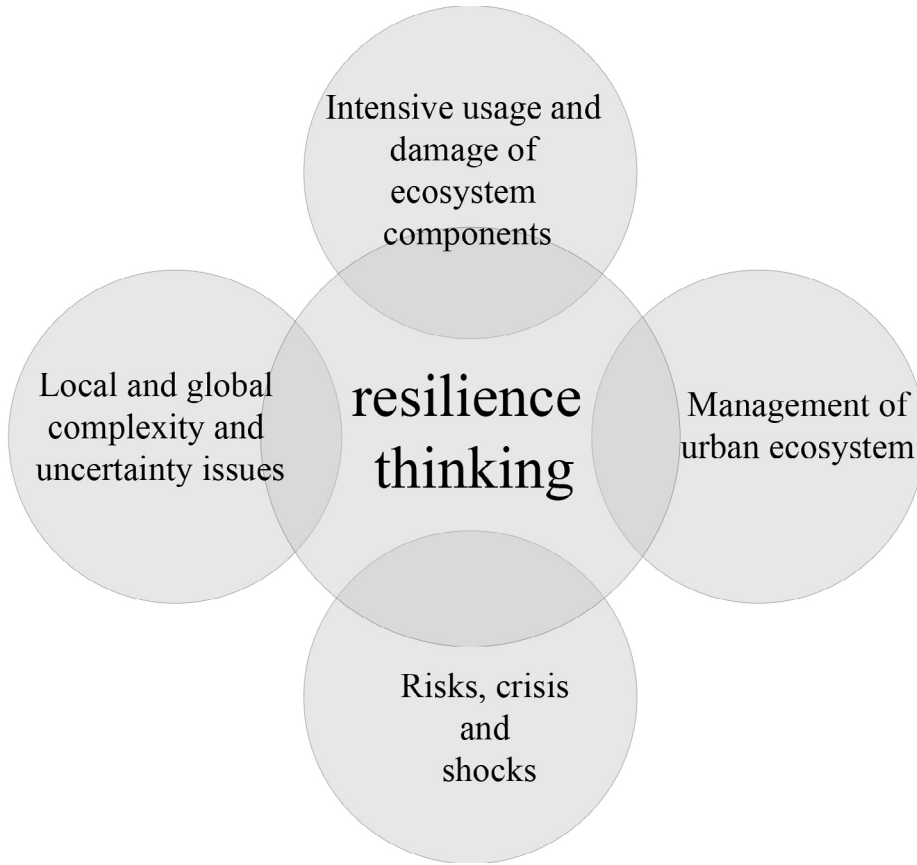 Intensive usage and
damage of
ecosystem
components
Local and global
complexity and
uncertainty issues
resilience
thinking
Management of
urban ecosystem
Risks, crisis
and
shocks